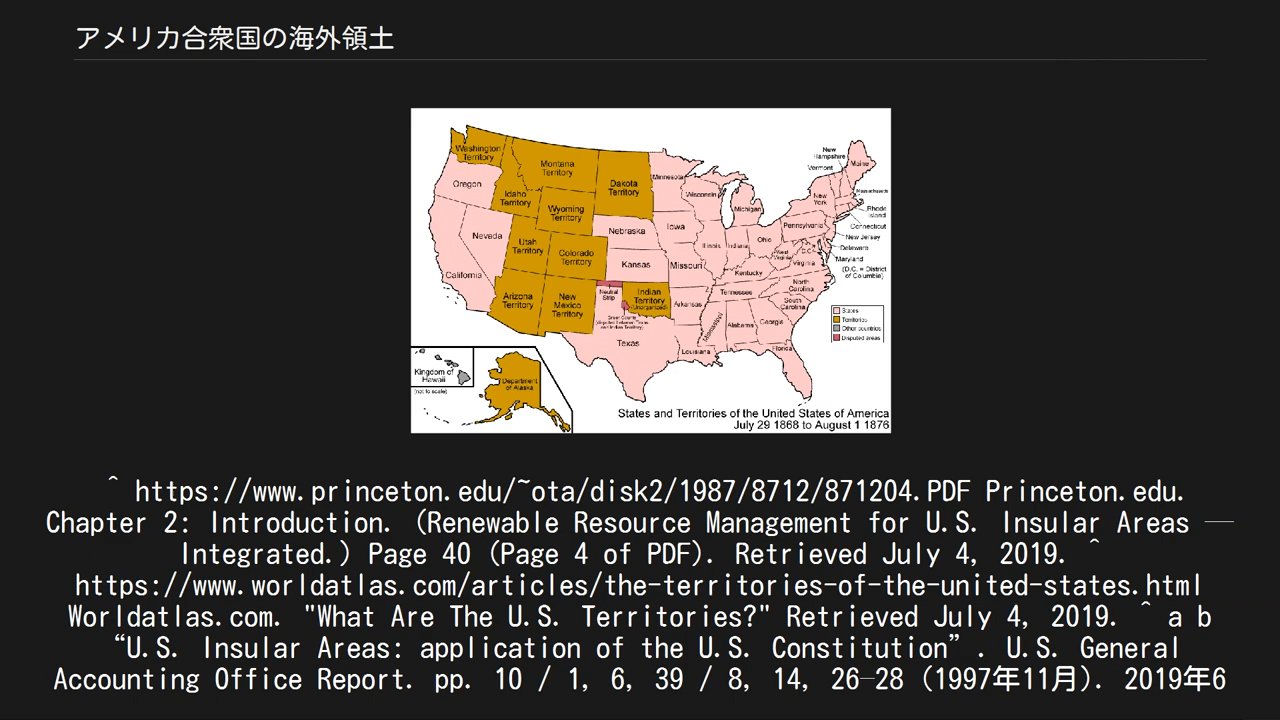 アメリカ合衆国の海外領土
Washington
Territory
Montana
Territory
Dakota
Territory
Minnesota
Oregon
Idaho
Territory
Wyoming
Territory
Wisconsin
Michigan
New
Hampshire
Vermont
Maine
Massachusetts
New
York
Rhode
Island
Connecticut
New Jersey
Delaware
Maryland
(D.C. = District
of Columbia)
Nevada
Utah
Territory
Colorado
Territory
Nebraska
Iowa
Illinois
Indiana
Ohio
Pennsylvania
West
Virginia
D.C.
Virginia
California
Kansas
Missouri
Kentucky
Arizona
Territory
New
Mexico
Territory
Neutral
Strip
Indian
Territory
(Unorganized)
Arkansas
Tennessee
North
Carolina
South
Carolina
Mississippi
Alabama
Georgia
Texas
Louisiana
Florida
States
Territories
Other countries
Disputed areas
Kingdom of
Hawaii
(not to scale)
Department
of Alaska
States and Territories of the United States of America
July 29 1868 to August 1 1876
^ https://www.princeton.edu/~ota/disk2/1987/8712/871204.PDF Princeton.edu.
Chapter 2: Introduction. (Renewable Resource Management for U.S. Insular Areas —
Integrated.) Page 40 (Page 4 of PDF). Retrieved July 4, 2019. ^
https://www.worldatlas.com/articles/the-territories-of-the-united-states.html
Worldatlas.com. "What Are The U.S. Territories?" Retrieved July 4, 2019. ^ a b
“U.S. Insular Areas: application of the U.S. Constitution”. U.S. General
Accounting Office Report. pp. 10 / 1, 6, 39 / 8, 14, 26–28 (1997年11月). 2019年6